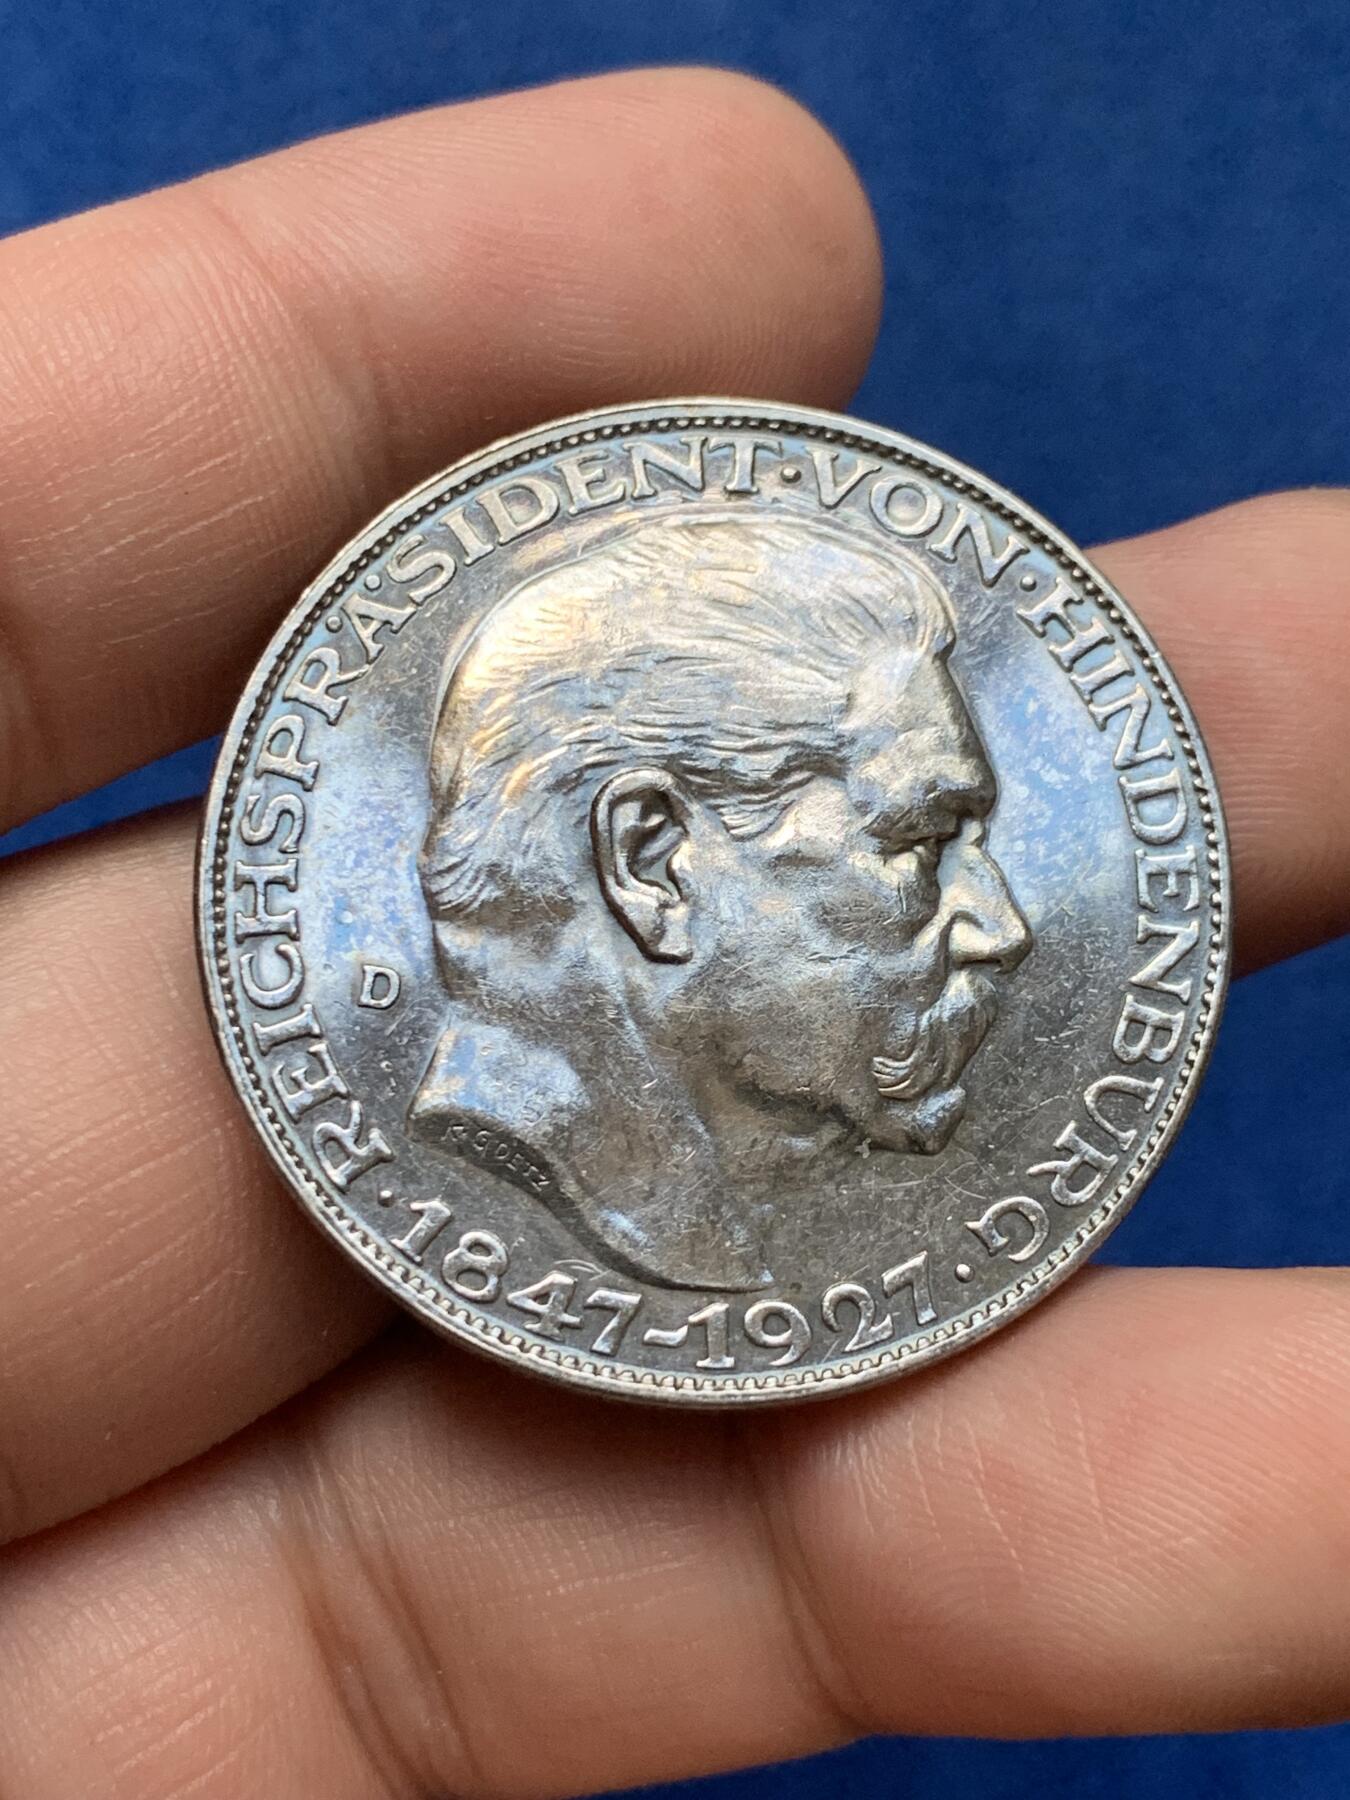 REICHSPRÄSIDENT·VON·HINDENBURG
·1847-1927·
D
K·GOETZ